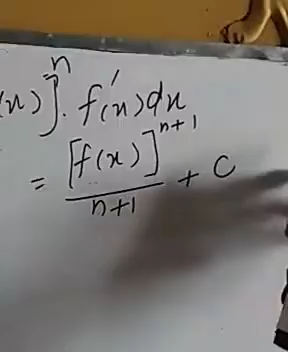 (x)]ⁿ. f'(x)dx
= [f(x)]ⁿ⁺¹ / n+1 + C